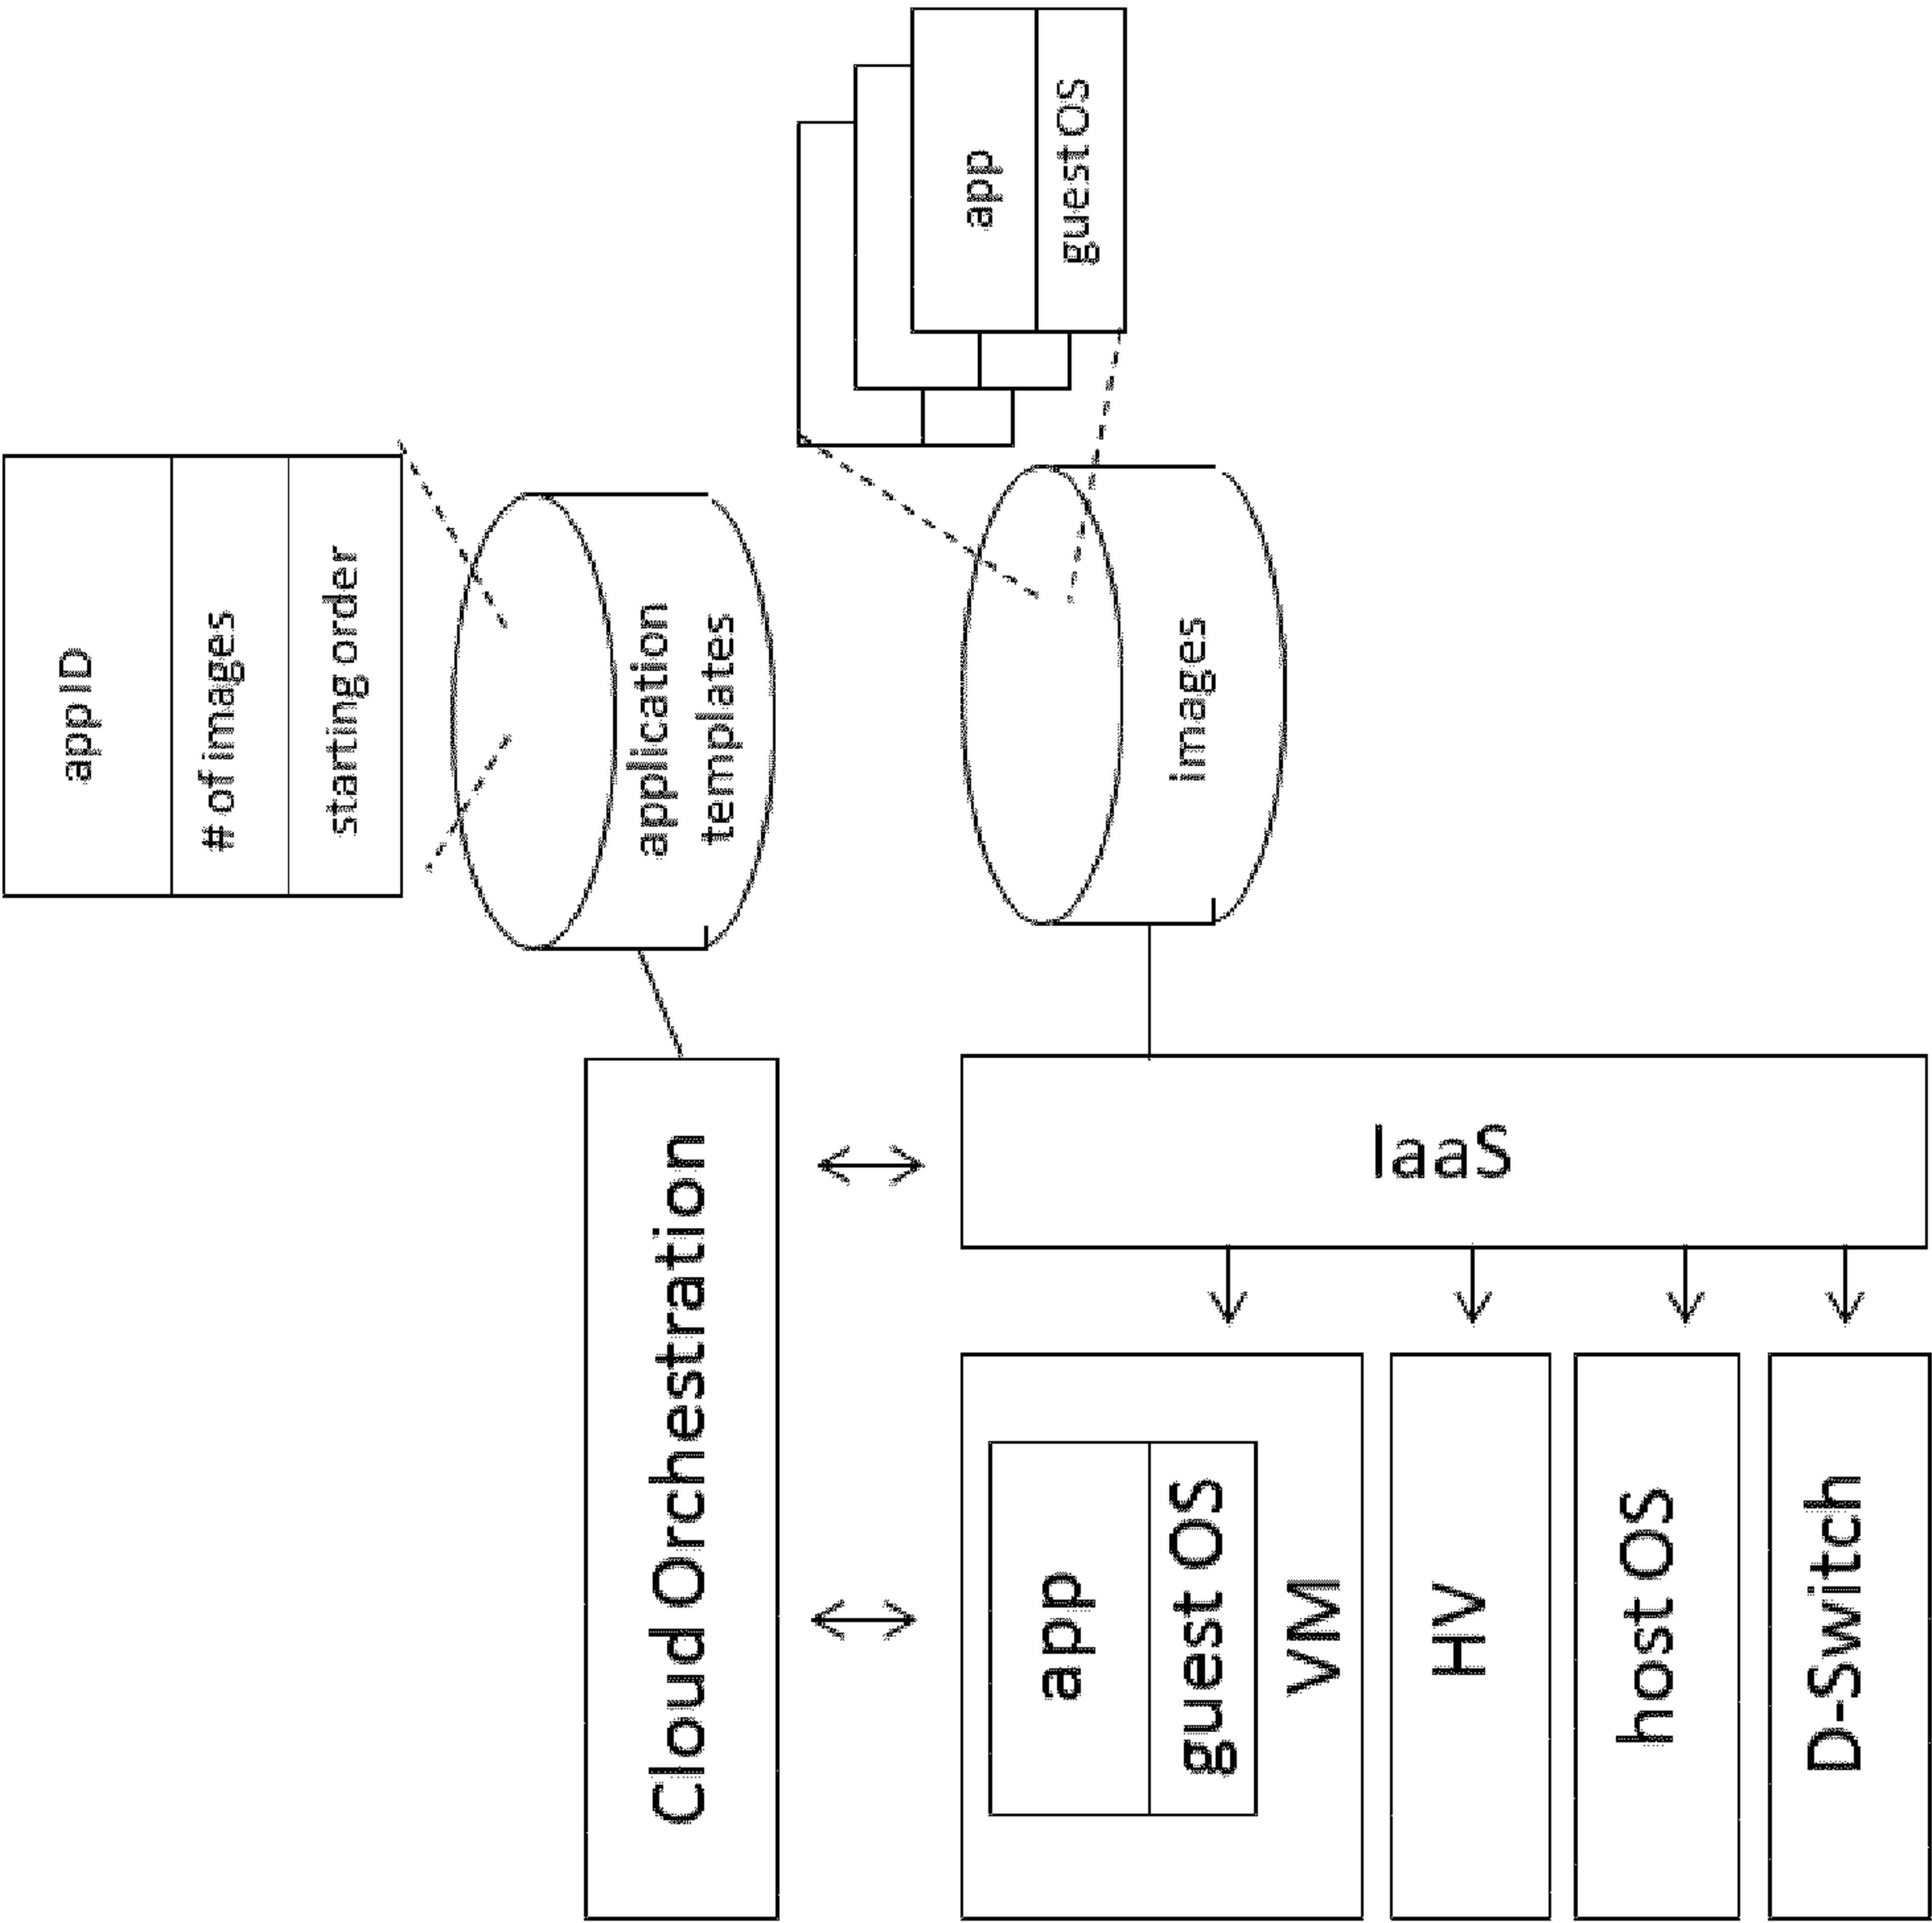 app ID
# of images
starting order
application
templates
app
guest OS
images
Cloud Orchestration
IaaS
app
guest OS
VM
HV
host OS
D-Switch